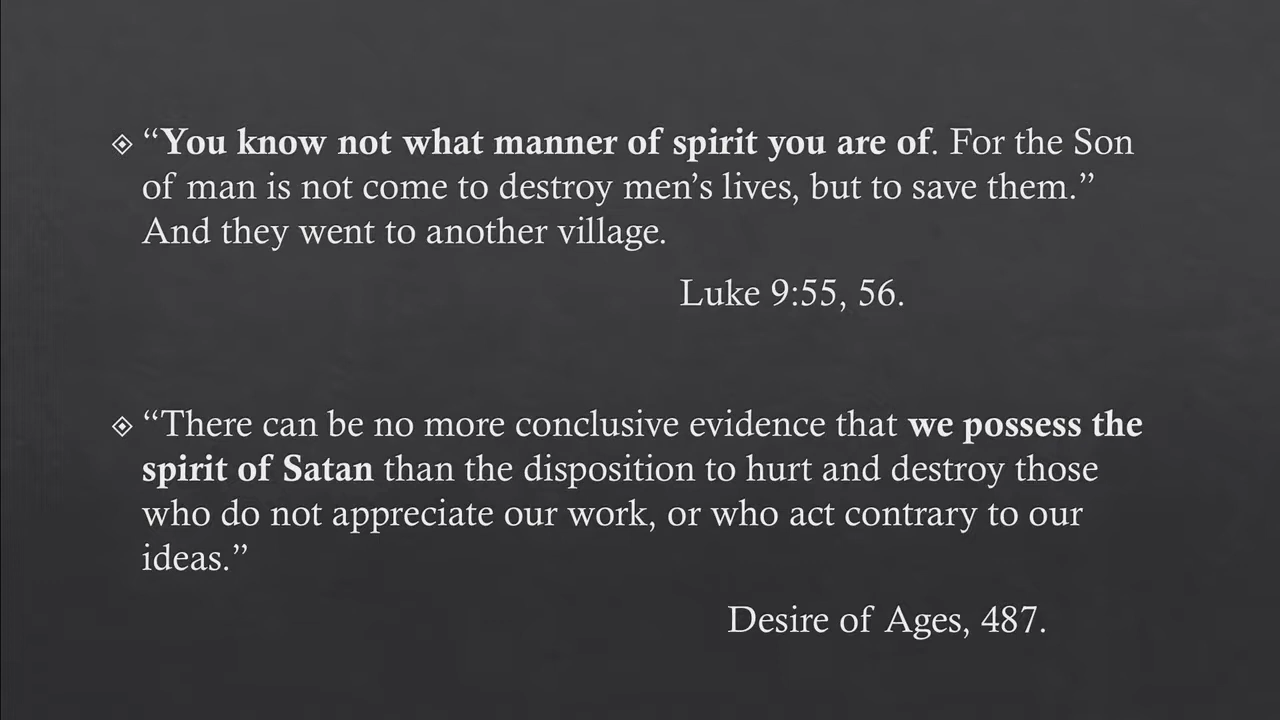 “You know not what manner of spirit you are of. For the Son
of man is not come to destroy men’s lives, but to save them.”
And they went to another village.
Luke 9:55, 56.
“There can be no more conclusive evidence that we possess the
spirit of Satan than the disposition to hurt and destroy those
who do not appreciate our work, or who act contrary to our
ideas.”
Desire of Ages, 487.